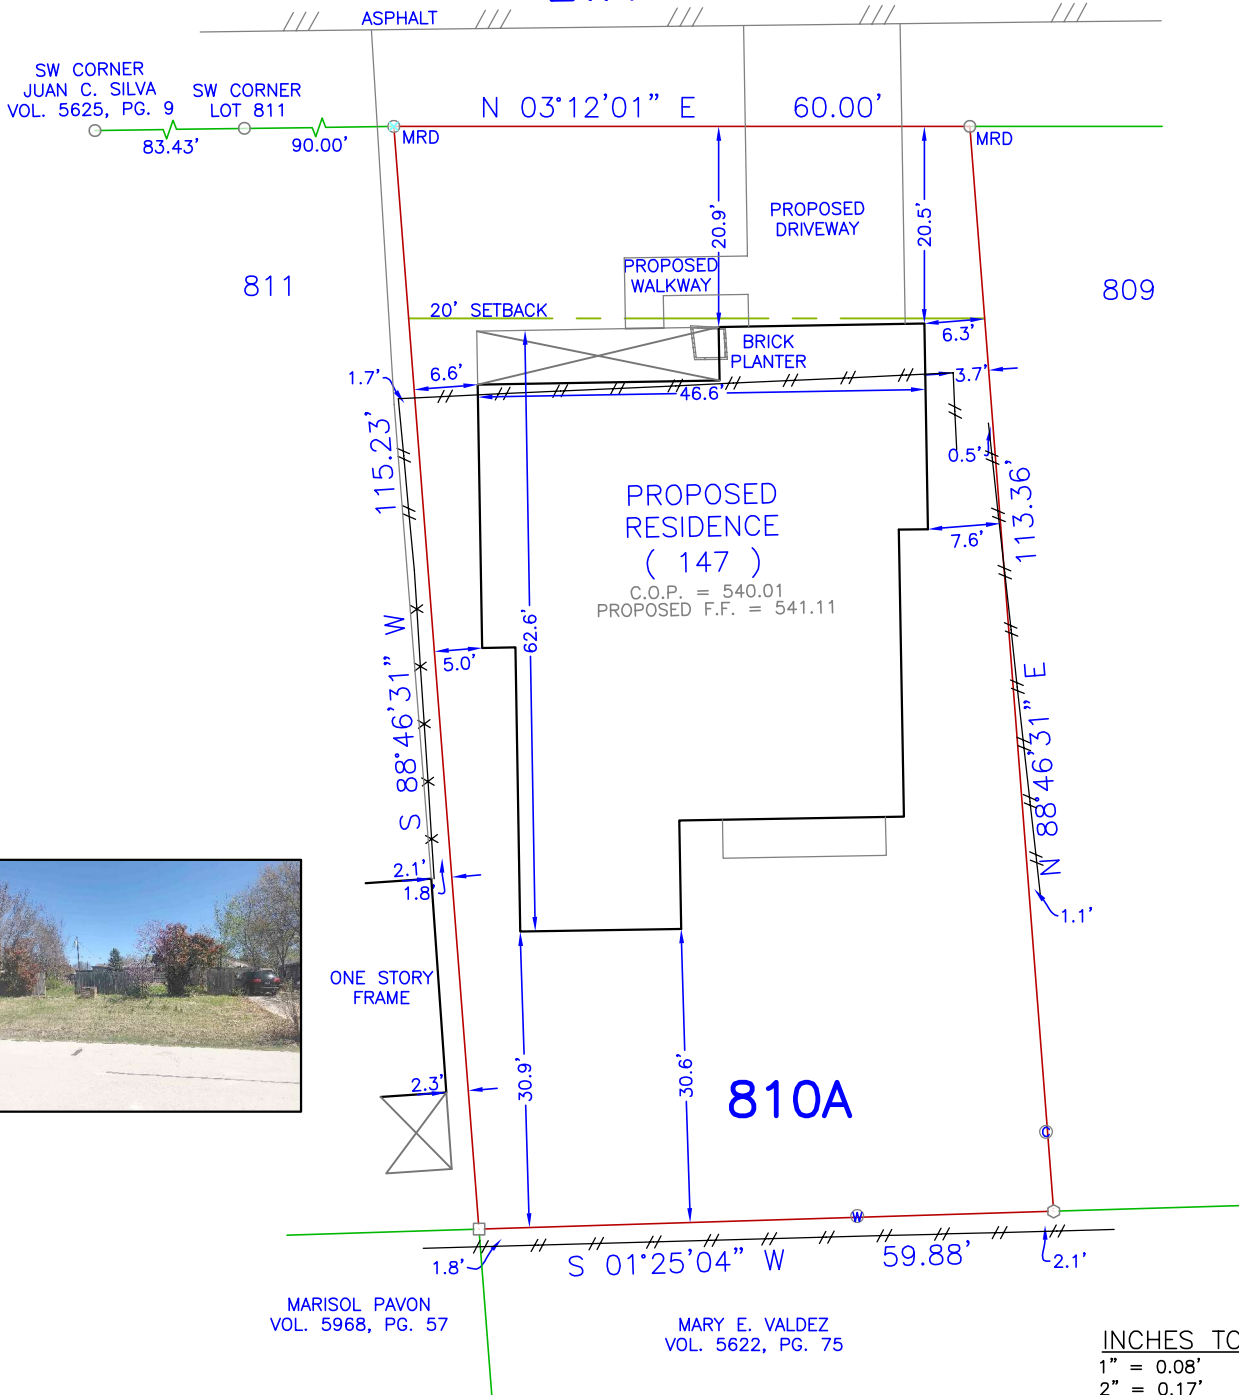 ASPHALT
SW CORNER
JUAN C. SILVA
VOL. 5625, PG. 9
SW CORNER
LOT 811
N 03°12'01" E 60.00'
83.43'
90.00'
MRD
MRD
20.9'
PROPOSED
DRIVEWAY
20.5'
811
PROPOSED
WALKWAY
809
20' SETBACK
6.3'
BRICK
PLANTER
1.7'
6.6'
3.7'
46.6'
115.23'
0.5'
113.36'
PROPOSED
RESIDENCE
( 147 )
C.O.P. = 540.01
PROPOSED F.F. = 541.11
7.6'
62.6'
5.0'
S 88°46'31" W
N 88°46'31" E
2.1'
1.8'
1.1'
ONE STORY
FRAME
2.3'
30.9'
30.6'
810A
C
W
1.8'
S 01°25'04" W 59.88'
2.1'
MARISOL PAVON
VOL. 5968, PG. 57
MARY E. VALDEZ
VOL. 5622, PG. 75
INCHES TO
1" = 0.08'
2" = 0.17'